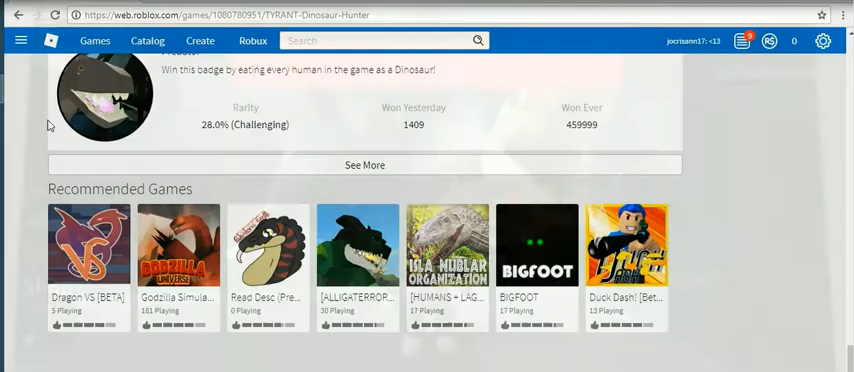 https://web.roblox.com/games/1080780951/TYRANT-Dinosaur-Hunter
Games Catalog Create Robux Search jocrisann17: <13 9 R$ 0
Win this badge by eating every human in the game as a Dinosaur!
Rarity Won Yesterday Won Ever
28.0% (Challenging) 1409 459999
See More
Recommended Games
VS GODZILLA UNIVERSE ISLA NUBLAR ORGANIZATION BIGFOOT
Dragon VS [BETA] Godzilla Simula... Read Desc (Pre... [ALLIGATERROR... [HUMANS + LAG... BIGFOOT Duck Dash! [Bet...
5 Playing 181 Playing 0 Playing 30 Playing 17 Playing 17 Playing 13 Playing